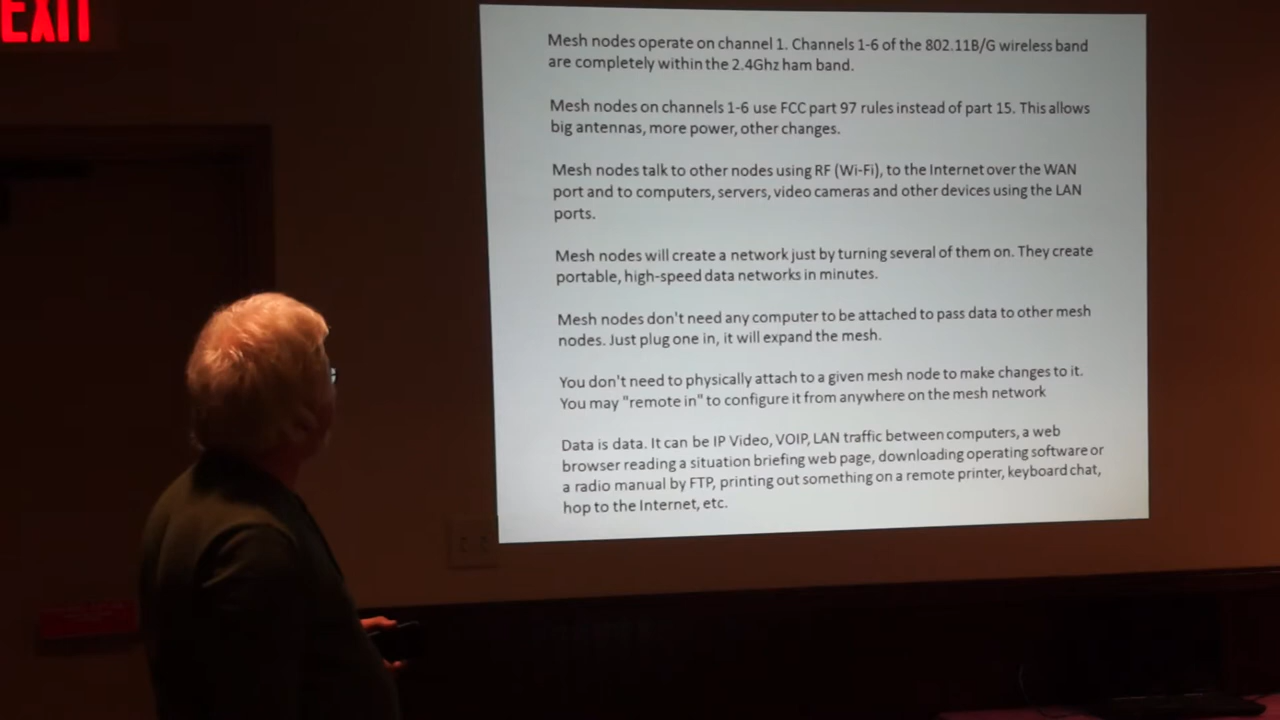 EXIT
Mesh nodes operate on channel 1. Channels 1-6 of the 802.11B/G wireless band
are completely within the 2.4Ghz ham band.
Mesh nodes on channels 1-6 use FCC part 97 rules instead of part 15. This allows
big antennas, more power, other changes.
Mesh nodes talk to other nodes using RF (Wi-Fi), to the Internet over the WAN
port and to computers, servers, video cameras and other devices using the LAN
ports.
Mesh nodes will create a network just by turning several of them on. They create
portable, high-speed data networks in minutes.
Mesh nodes don't need any computer to be attached to pass data to other mesh
nodes. Just plug one in, it will expand the mesh.
You don't need to physically attach to a given mesh node to make changes to it.
You may "remote in" to configure it from anywhere on the mesh network
Data is data. It can be IP Video, VOIP, LAN traffic between computers, a web
browser reading a situation briefing web page, downloading operating software or
a radio manual by FTP, printing out something on a remote printer, keyboard chat,
hop to the Internet, etc.